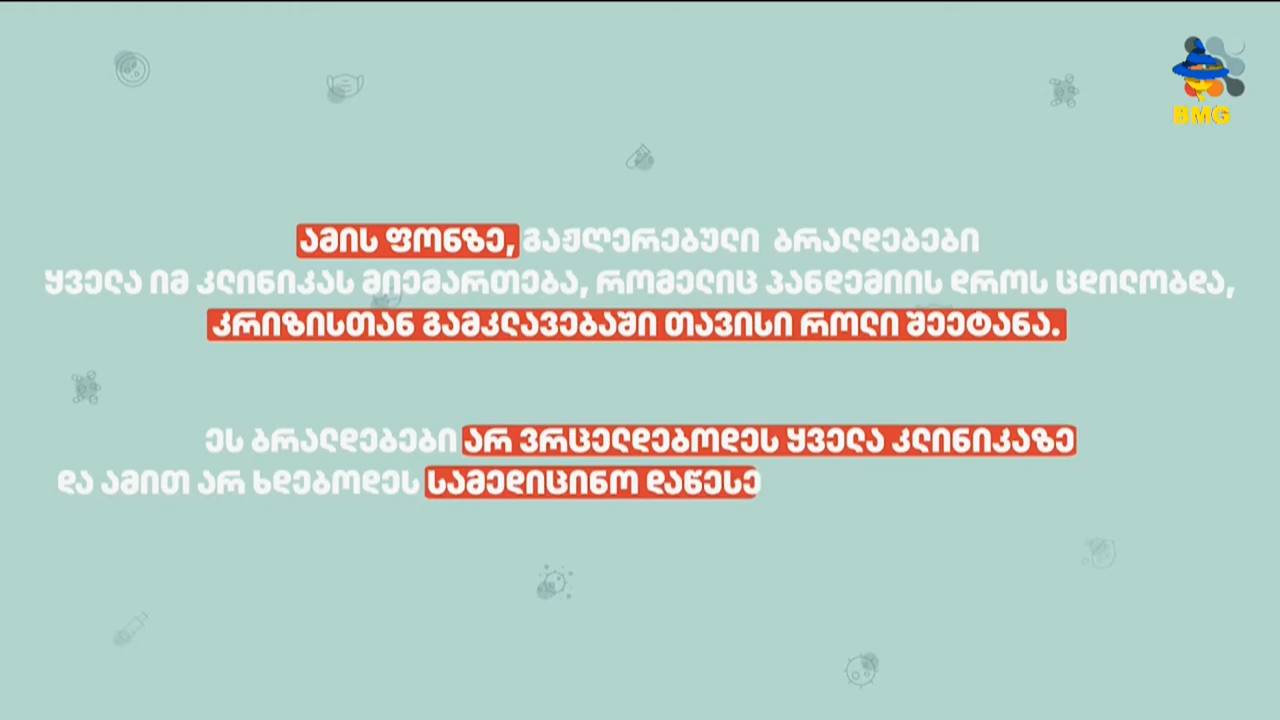 BMG
ამის ფონზე, გაჟღერებული ბრალდებები
ყველა იმ კლინიკას მიემართება, რომელიც პანდემიის დროს ცდილობდა,
კრიზისთან გამკლავებაში თავისი როლი შეეტანა.
ეს ბრალდებები არ ვრცელდებოდეს ყველა კლინიკაზე
და ამით არ ხდებოდეს სამედიცინო დაწესე